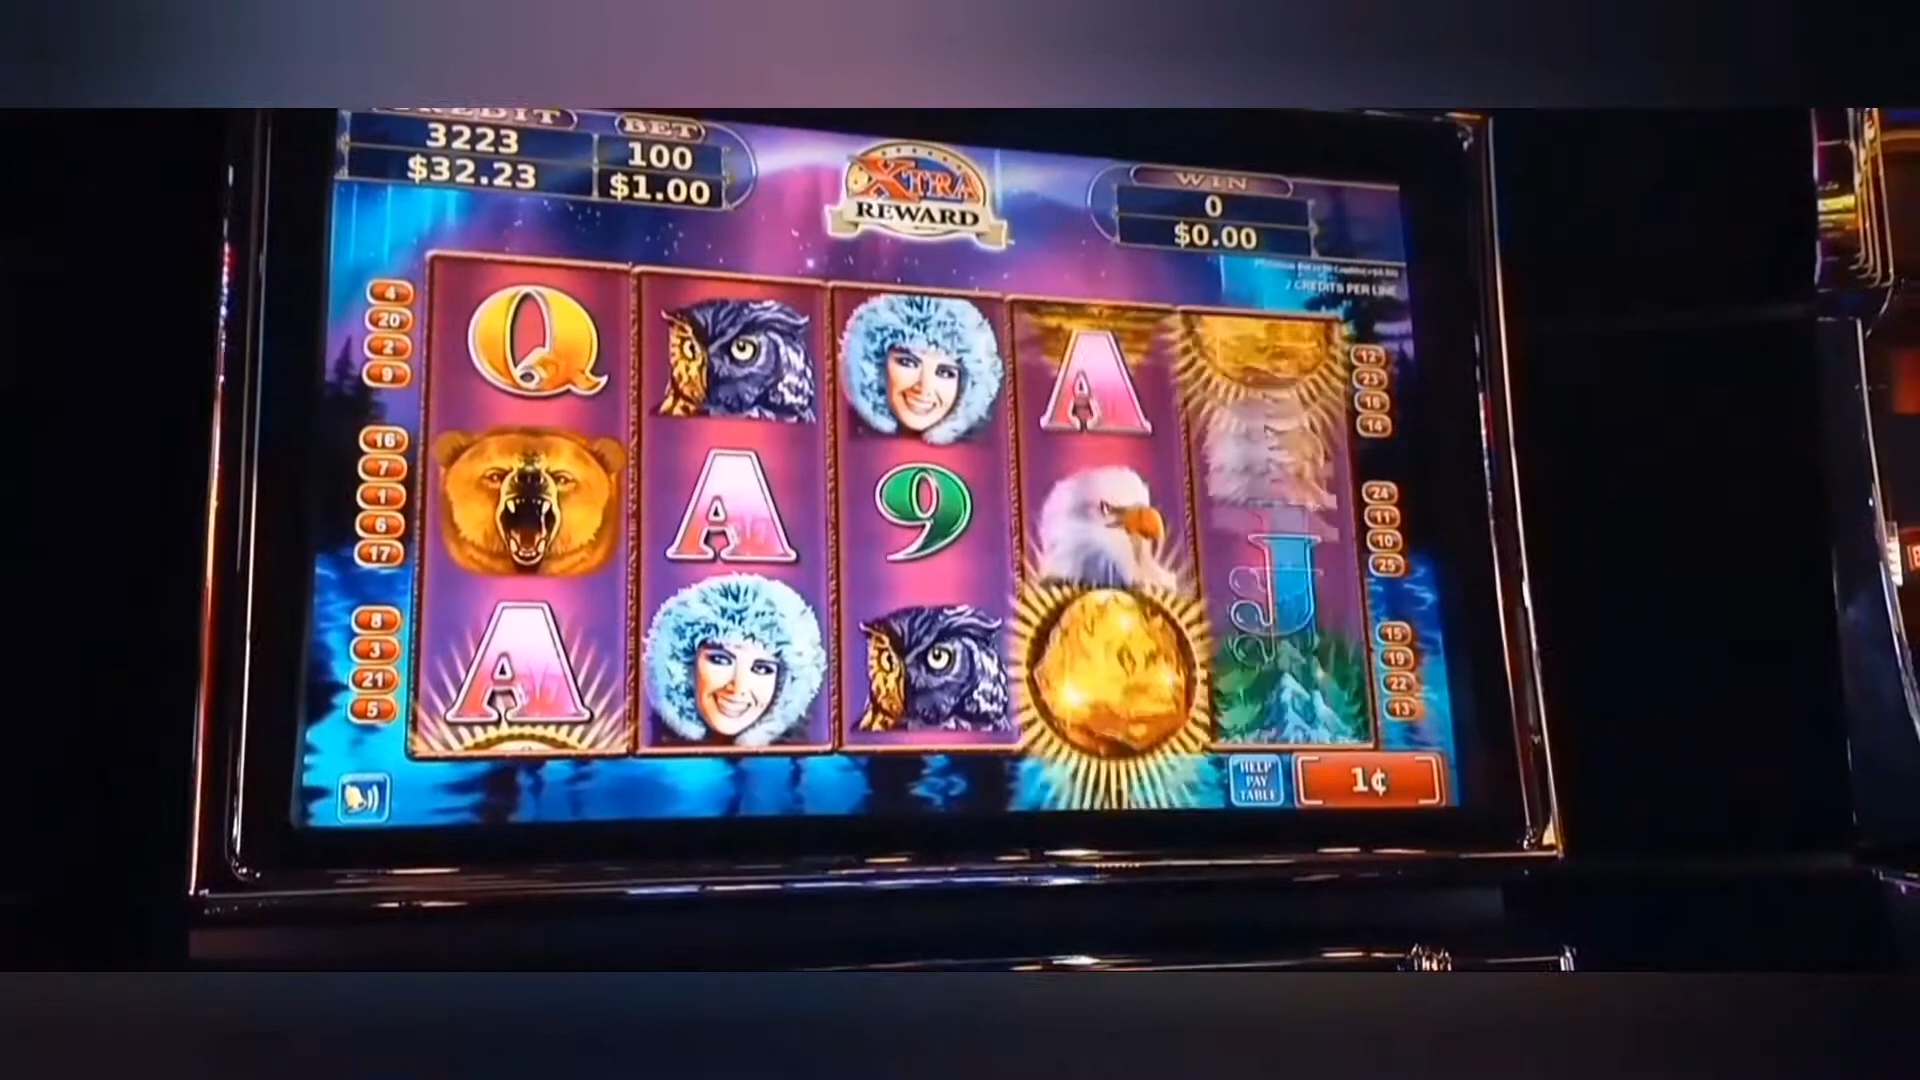 CREDIT
3223
$32.23
BET
100
$1.00
XTRA
REWARD
WIN
0
$0.00
CREDITS PER LINE
4
20
2
9
16
7
1
6
17
8
3
21
5
Q
A
A
9
A
J
12
23
18
14
24
11
10
25
15
19
22
13
HELP
PAY
TABLE
1¢